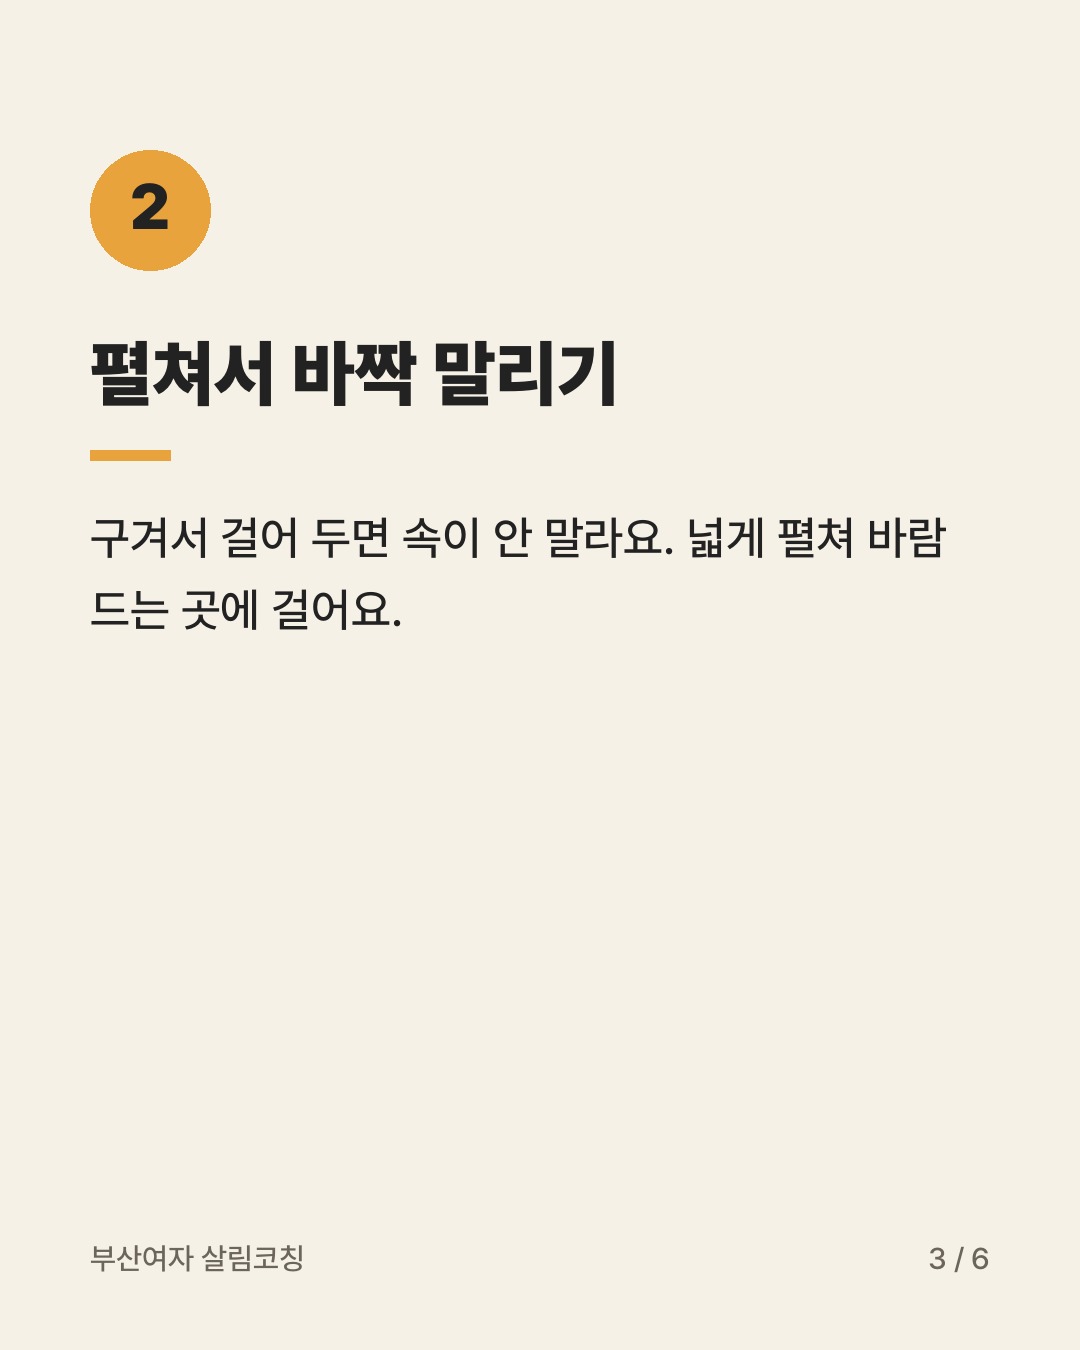 2
펼쳐서 바짝 말리기
구겨서 걸어 두면 속이 안 말라요. 넓게 펼쳐 바람
드는 곳에 걸어요.
부산여자 살림코칭
3 / 6